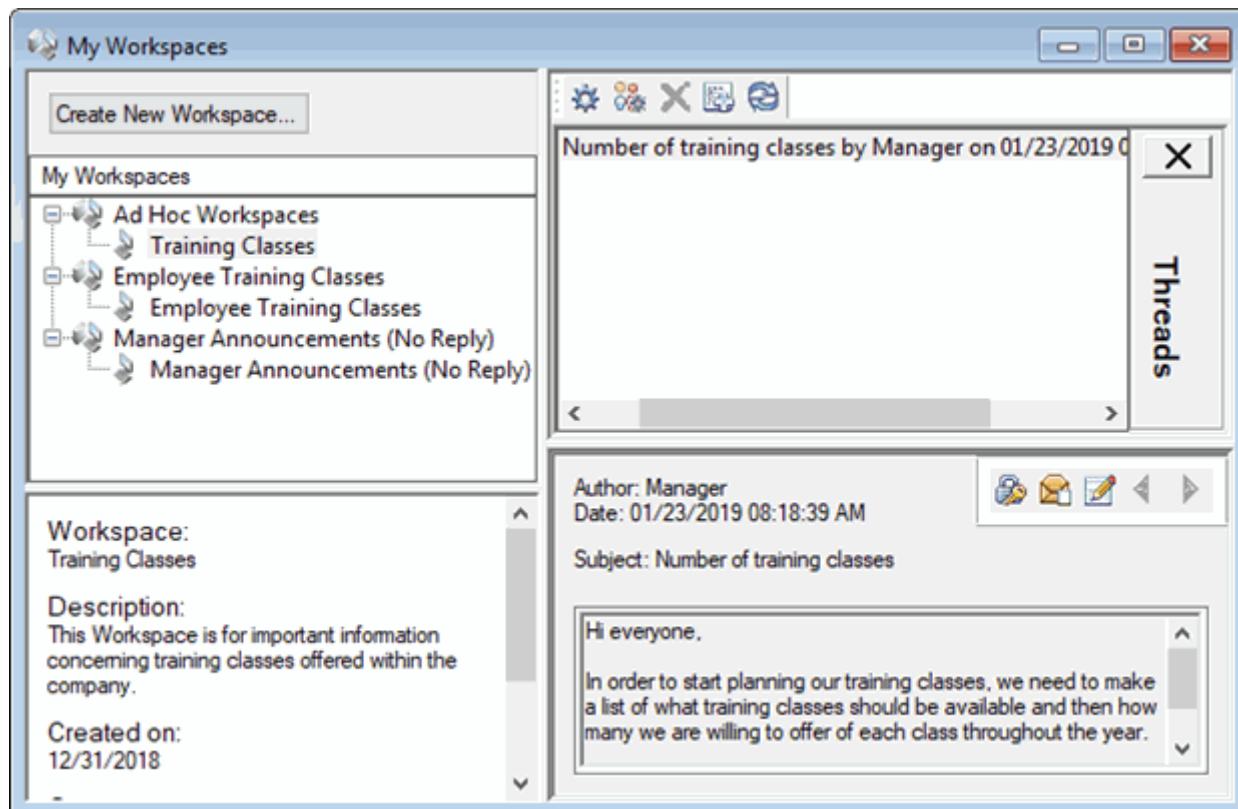 My Workspaces
Create New Workspace...
My Workspaces
Ad Hoc Workspaces
Training Classes
Employee Training Classes
Employee Training Classes
Manager Announcements (No Reply)
Manager Announcements (No Reply)
Workspace:
Training Classes
Description:
This Workspace is for important information
concerning training classes offered within the
company.
Created on:
12/31/2018
Number of training classes by Manager on 01/23/2019 0
Threads
Author: Manager
Date: 01/23/2019 08:18:39 AM
Subject: Number of training classes
Hi everyone,
In order to start planning our training classes, we need to make
a list of what training classes should be available and then how
many we are willing to offer of each class throughout the year.